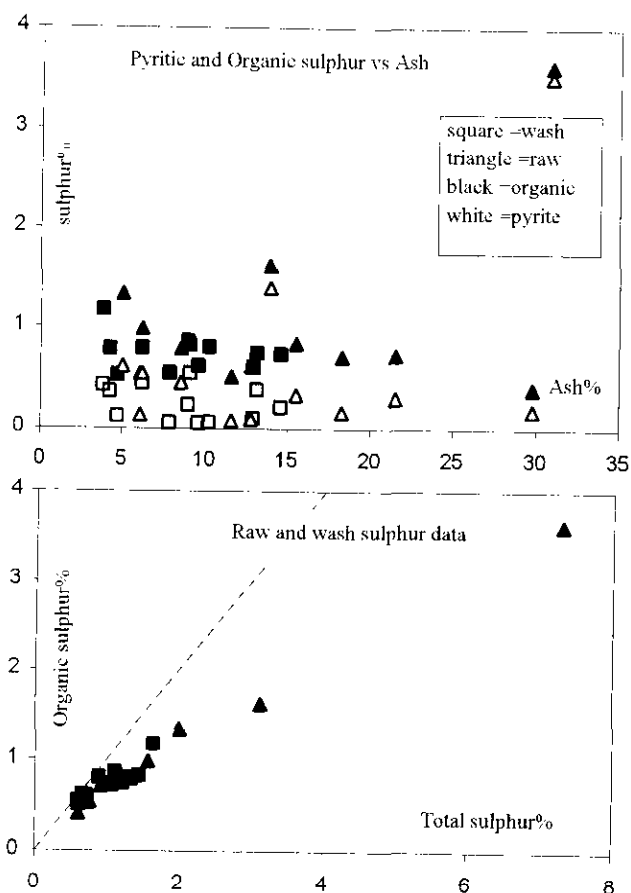 4
Pyritic and Organic sulphur vs Ash
3
square =wash
triangle =raw
black =organic
white =pyrite
sulphur%
2
1
Ash%
0
0 5 10 15 20 25 30 35
4
Raw and wash sulphur data
3
Organic sulphur%
2
1
Total sulphur%
0
0 2 4 6 8